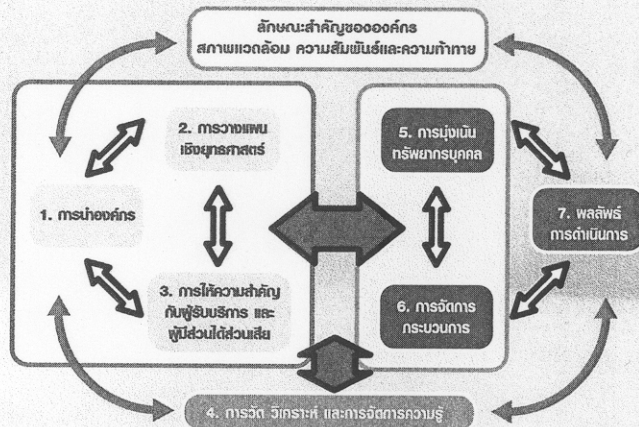 ลักษณะสำคัญขององค์กร
สภาพแวดล้อม ความสัมพันธ์และความท้าทาย
2. การวางแผน
เชิงยุทธศาสตร์
5. การมุ่งเน้น
ทรัพยากรบุคคล
1. การนำองค์กร
7. ผลลัพธ์
การดำเนินการ
3. การให้ความสำคัญ
กับผู้รับบริการ และ
ผู้มีส่วนได้ส่วนเสีย
6. การจัดการ
กระบวนการ
4. การวัด วิเคราะห์ และการจัดการความรู้